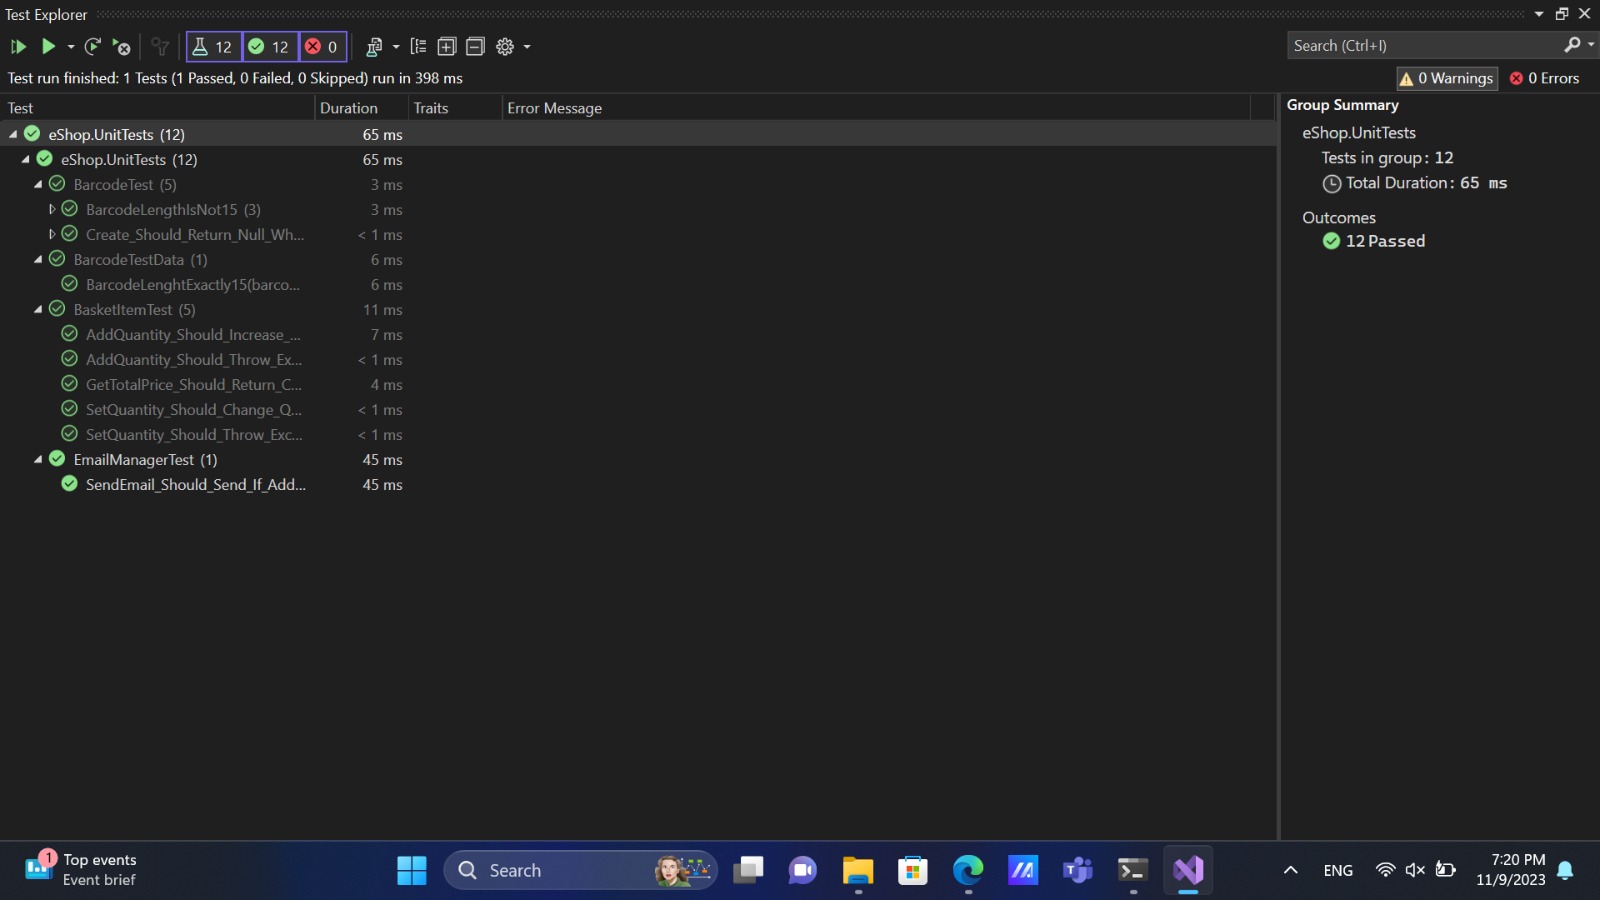 Test Explorer
12 12 0
Search (Ctrl+I)
Test run finished: 1 Tests (1 Passed, 0 Failed, 0 Skipped) run in 398 ms
0 Warnings 0 Errors
Test Duration Traits Error Message
eShop.UnitTests (12) 65 ms
eShop.UnitTests (12) 65 ms
BarcodeTest (5) 3 ms
BarcodeLengthIsNot15 (3) 3 ms
Create_Should_Return_Null_Wh... < 1 ms
BarcodeTestData (1) 6 ms
BarcodeLenghtExactly15(barco... 6 ms
BasketItemTest (5) 11 ms
AddQuantity_Should_Increase_... 7 ms
AddQuantity_Should_Throw_Ex... < 1 ms
GetTotalPrice_Should_Return_C... 4 ms
SetQuantity_Should_Change_Q... < 1 ms
SetQuantity_Should_Throw_Exc... < 1 ms
EmailManagerTest (1) 45 ms
SendEmail_Should_Send_If_Add... 45 ms
Group Summary
eShop.UnitTests
Tests in group: 12
Total Duration: 65 ms
Outcomes
12 Passed
1
Top events
Event brief
Search
ENG
7:20 PM
11/9/2023